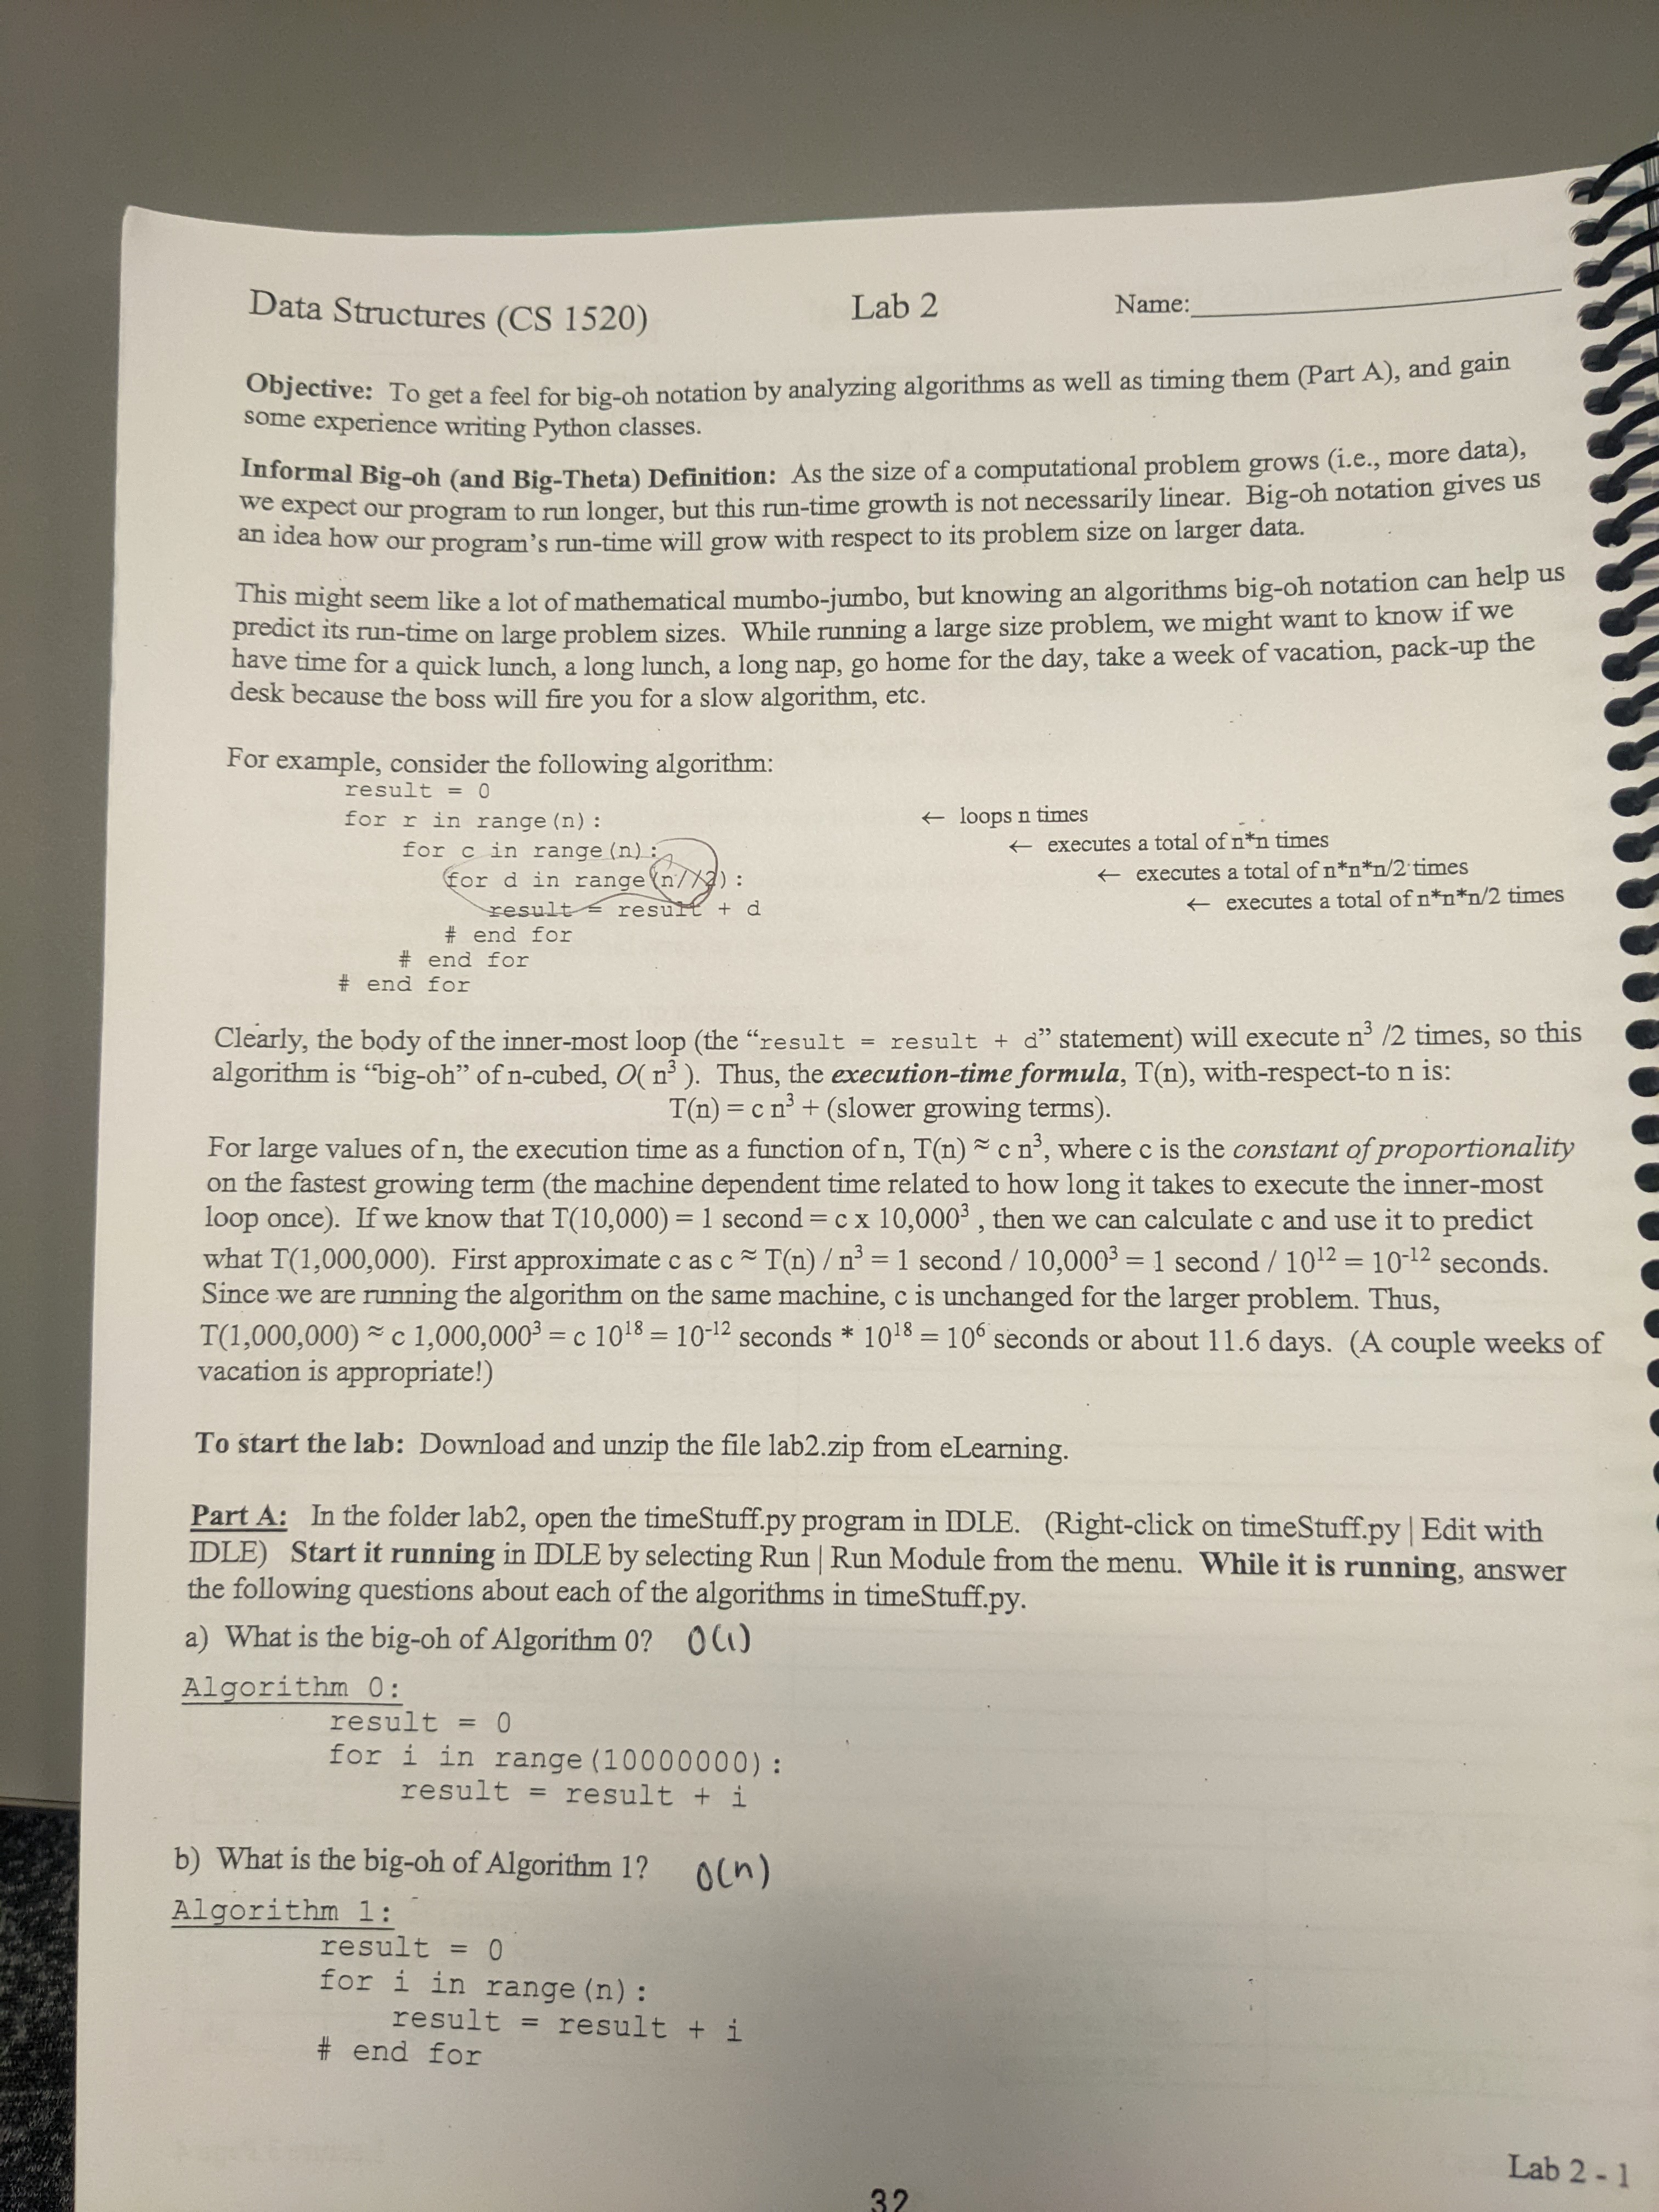 Data Structures (CS 1520) Lab 2 Name:
Objective: To get a feel for big-oh notation by analyzing algorithms as well as timing them (Part A), and gain
some experience writing Python classes.
Informal Big-oh (and Big-Theta) Definition: As the size of a computational problem grows (i.e., more data),
we expect our program to run longer, but this run-time growth is not necessarily linear. Big-oh notation gives us
an idea how our program's run-time will grow with respect to its problem size on larger data.
This might seem like a lot of mathematical mumbo-jumbo, but knowing an algorithms big-oh notation can help us
predict its run-time on large problem sizes. While running a large size problem, we might want to know if we
have time for a quick lunch, a long lunch, a long nap, go home for the day, take a week of vacation, pack-up the
desk because the boss will fire you for a slow algorithm, etc.
For example, consider the following algorithm:
result = 0
for r in range(n): ← loops n times
for c in range(n): ← executes a total of n*n times
for d in range(n//2): ← executes a total of n*n*n/2 times
result = result + d ← executes a total of n*n*n/2 times
# end for
# end for
# end for
Clearly, the body of the inner-most loop (the "result = result + d" statement) will execute n³ /2 times, so this
algorithm is "big-oh" of n-cubed, O( n³ ). Thus, the execution-time formula, T(n), with-respect-to n is:
T(n) = c n³ + (slower growing terms).
For large values of n, the execution time as a function of n, T(n) ≈ c n³, where c is the constant of proportionality
on the fastest growing term (the machine dependent time related to how long it takes to execute the inner-most
loop once). If we know that T(10,000) = 1 second = c x 10,000³ , then we can calculate c and use it to predict
what T(1,000,000). First approximate c as c ≈ T(n) / n³ = 1 second / 10,000³ = 1 second / 10¹² = 10⁻¹² seconds.
Since we are running the algorithm on the same machine, c is unchanged for the larger problem. Thus,
T(1,000,000) ≈ c 1,000,000³ = c 10¹⁸ = 10⁻¹² seconds * 10¹⁸ = 10⁶ seconds or about 11.6 days. (A couple weeks of
vacation is appropriate!)
To start the lab: Download and unzip the file lab2.zip from eLearning.
Part A: In the folder lab2, open the timeStuff.py program in IDLE. (Right-click on timeStuff.py | Edit with
IDLE) Start it running in IDLE by selecting Run | Run Module from the menu. While it is running, answer
the following questions about each of the algorithms in timeStuff.py.
a) What is the big-oh of Algorithm 0? O(1)
Algorithm 0:
result = 0
for i in range(10000000):
result = result + i
b) What is the big-oh of Algorithm 1? O(n)
Algorithm 1:
result = 0
for i in range(n):
result = result + i
# end for
Lab 2 - 1
32